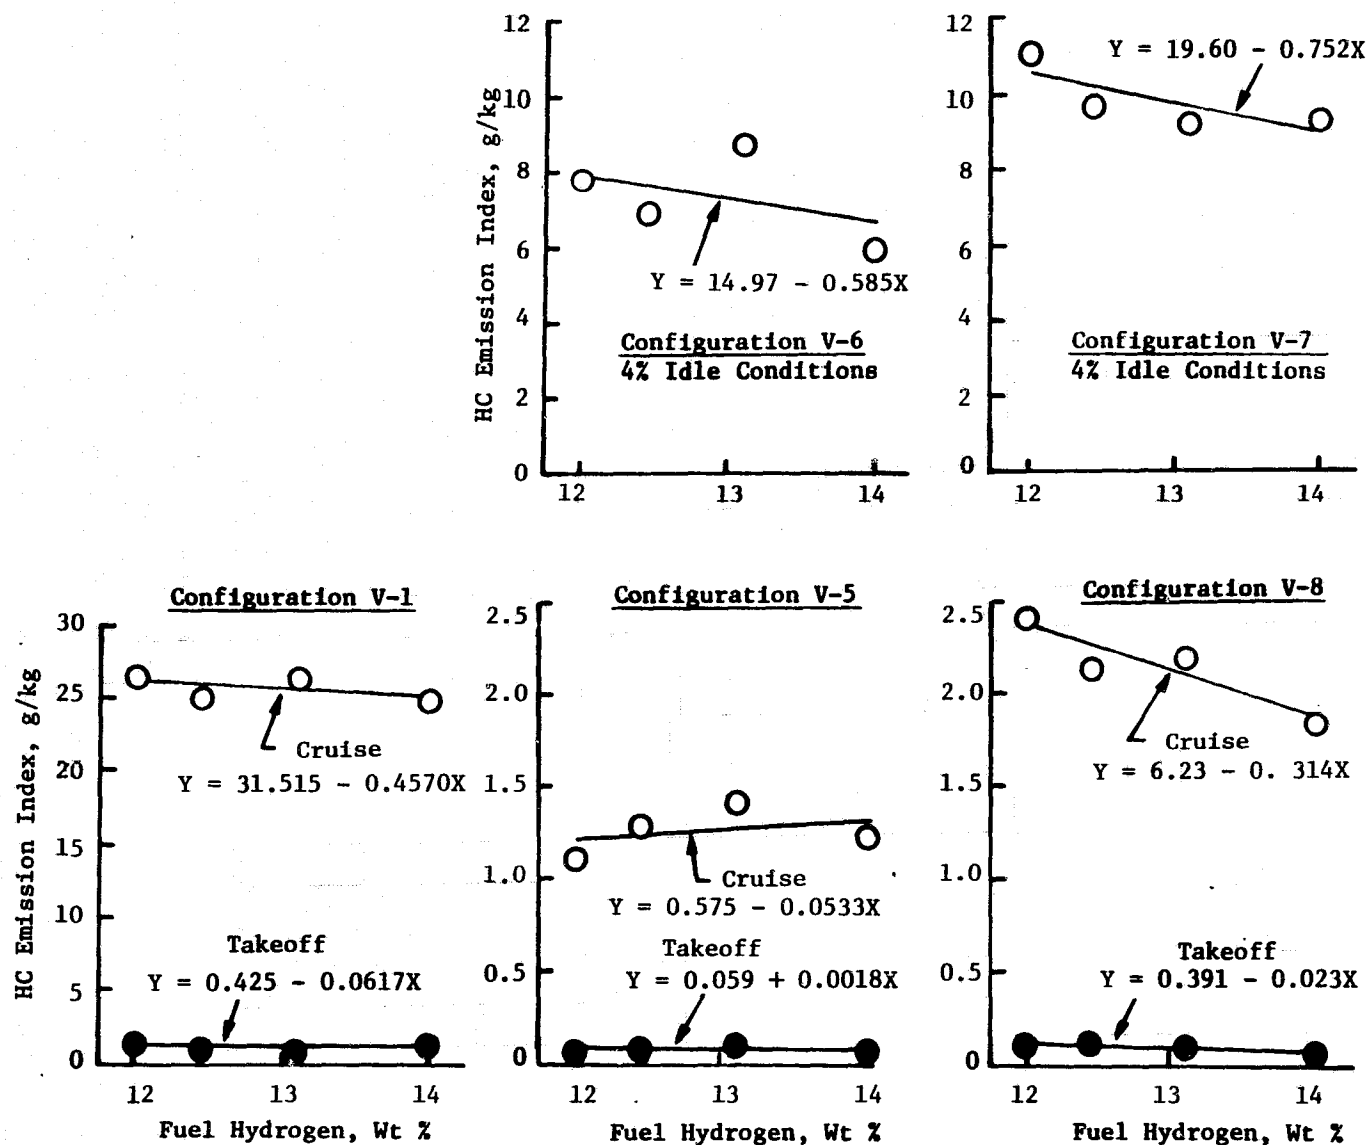 12
10
8
6
4
2
0
HC Emission Index, g/kg
Y = 14.97 - 0.585X
Configuration V-6
4% Idle Conditions
12 13 14
12
10
8
6
4
2
0
Y = 19.60 - 0.752X
Configuration V-7
4% Idle Conditions
12 13 14
Configuration V-1
30
25
20
15
10
5
0
HC Emission Index, g/kg
Cruise
Y = 31.515 - 0.4570X
Takeoff
Y = 0.425 - 0.0617X
12 13 14
Fuel Hydrogen, Wt %
Configuration V-5
2.5
2.0
1.5
1.0
0.5
0
Cruise
Y = 0.575 - 0.0533X
Takeoff
Y = 0.059 + 0.0018X
12 13 14
Fuel Hydrogen, Wt %
Configuration V-8
2.5
2.0
1.5
1.0
0.5
0
Cruise
Y = 6.23 - 0. 314X
Takeoff
Y = 0.391 - 0.023X
12 13 14
Fuel Hydrogen, Wt %